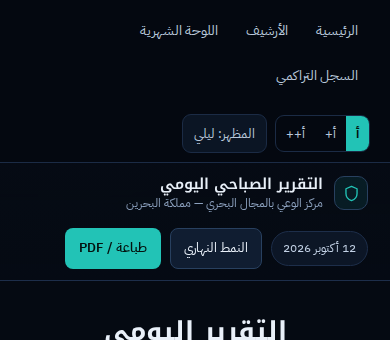 الرئيسية الأرشيف اللوحة الشهرية
السجل التراكمي
أ أ+ أ++ المظهر: ليلي
التقرير الصباحي اليومي
مركز الوعي بالمجال البحري — مملكة البحرين
12 أكتوبر 2026 النمط النهاري طباعة / PDF
التقرير اليومي